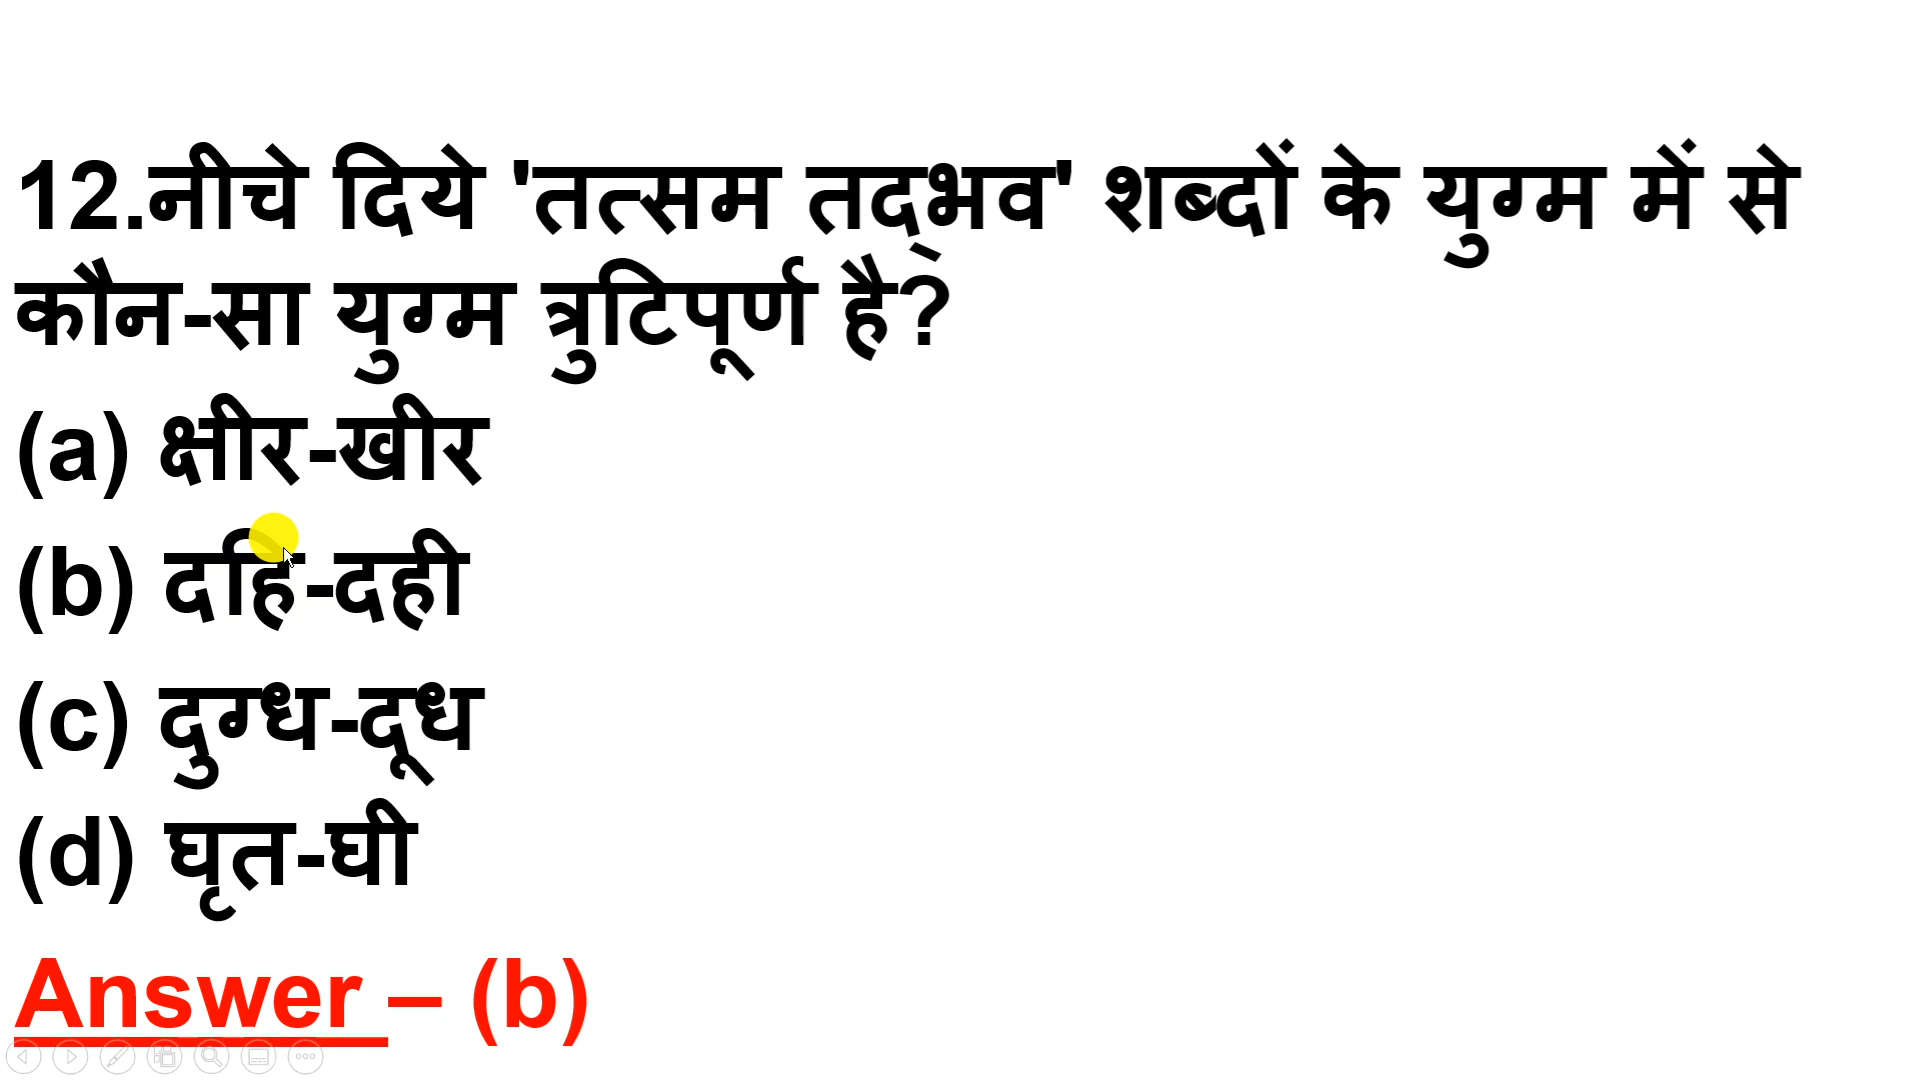 12.नीचे दिये 'तत्सम तद्भव' शब्दों के युग्म में से
कौन-सा युग्म त्रुटिपूर्ण है?
(a) क्षीर-खीर
(b) दहि-दही
(c) दुग्ध-दूध
(d) घृत-घी
Answer – (b)